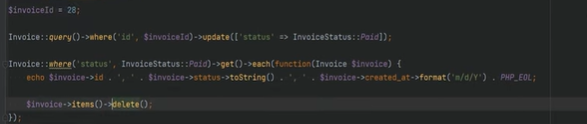 $invoiceId = 28;
Invoice::query()->where('id', $invoiceId)->update(['status' => InvoiceStatus::Paid]);
Invoice::where('status', InvoiceStatus::Paid)->get()->each(function(Invoice $invoice) {
echo $invoice->id . ', ' . $invoice->status->toString() . ', ' . $invoice->created_at->format('m/d/Y') . PHP_EOL;
$invoice->items()->delete();
});